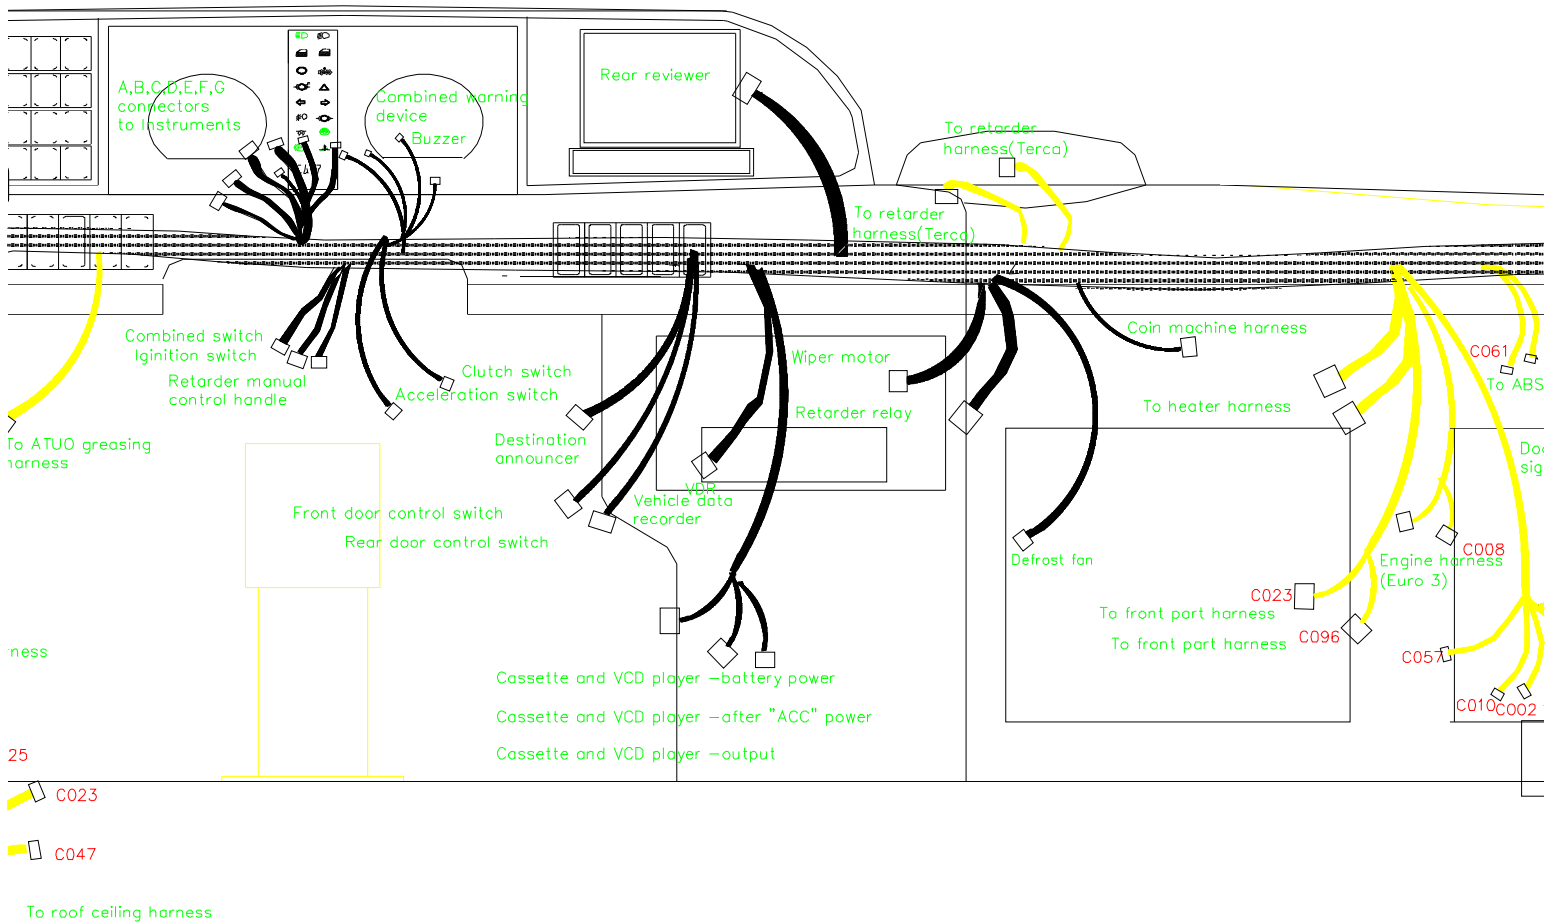 Rear reviewer
A,B,C,D,E,F,G
connectors
to Instruments
Combined warning
device
Buzzer
To retarder
harness(Terca)
To retarder
harness(Terca)
Combined switch
Iginition switch
Retarder manual
control handle
Clutch switch
Acceleration switch
Wiper motor
Coin machine harness
C061
To ABS
To heater harness
Retarder relay
Destination
announcer
To ATUO greasing
harness
VDR
Vehicle data
recorder
Front door control switch
Rear door control switch
Defrost fan
C008
Engine harness
(Euro 3)
C023
To front part harness
C096
To front part harness
C057
ness
Cassette and VCD player -battery power
Cassette and VCD player -after "ACC" power
Cassette and VCD player -output
C010
C002
25
C023
C047
To roof ceiling harness